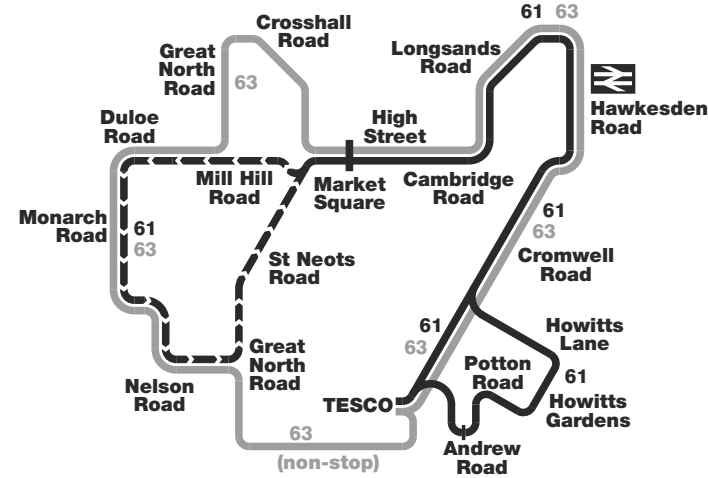 61 63
Crosshall
Road
Great
North
Road
63
Longsands
Road
Hawkesden
Road
Duloe
Road
High
Street
Mill Hill
Road
Market
Square
Cambridge
Road
Monarch
Road
61
63
61
63
St Neots
Road
Cromwell
Road
61
63
Howitts
Lane
Great
North
Road
Potton
Road
61
Nelson
Road
TESCO
Howitts
Gardens
63
(non-stop)
Andrew
Road